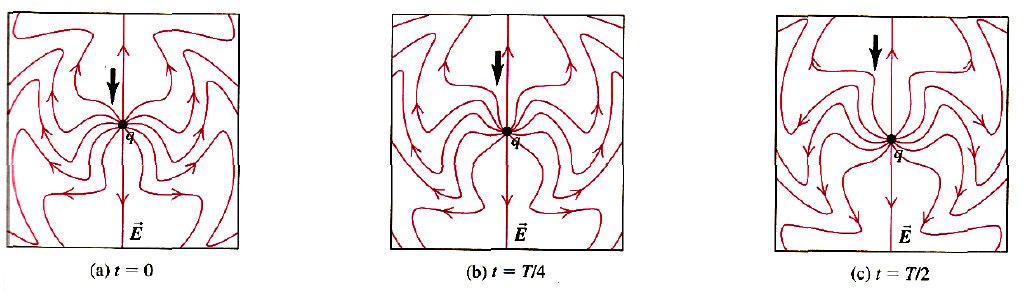 q
E⃗
(a) t = 0
q
E⃗
(b) t = T/4
q
E⃗
(c) t = T/2